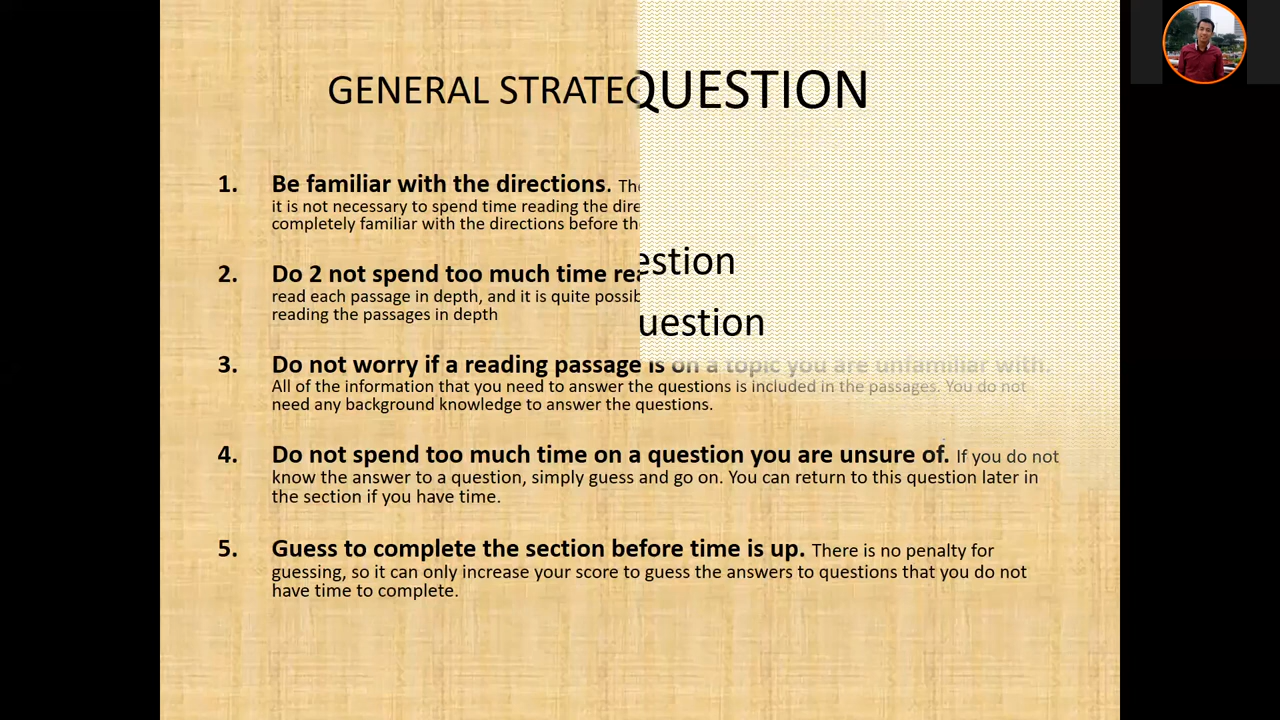 GENERAL STRATE QUESTION
1. Be familiar with the directions. The
it is not necessary to spend time reading the dire
completely familiar with the directions before th
estion
2. Do 2 not spend too much time rea
read each passage in depth, and it is quite possib
reading the passages in depth
uestion
3. Do not worry if a reading passage is on a topic you are unfamiliar with.
All of the information that you need to answer the questions is included in the passages. You do not
need any background knowledge to answer the questions.
4. Do not spend too much time on a question you are unsure of. If you do not
know the answer to a question, simply guess and go on. You can return to this question later in
the section if you have time.
5. Guess to complete the section before time is up. There is no penalty for
guessing, so it can only increase your score to guess the answers to questions that you do not
have time to complete.